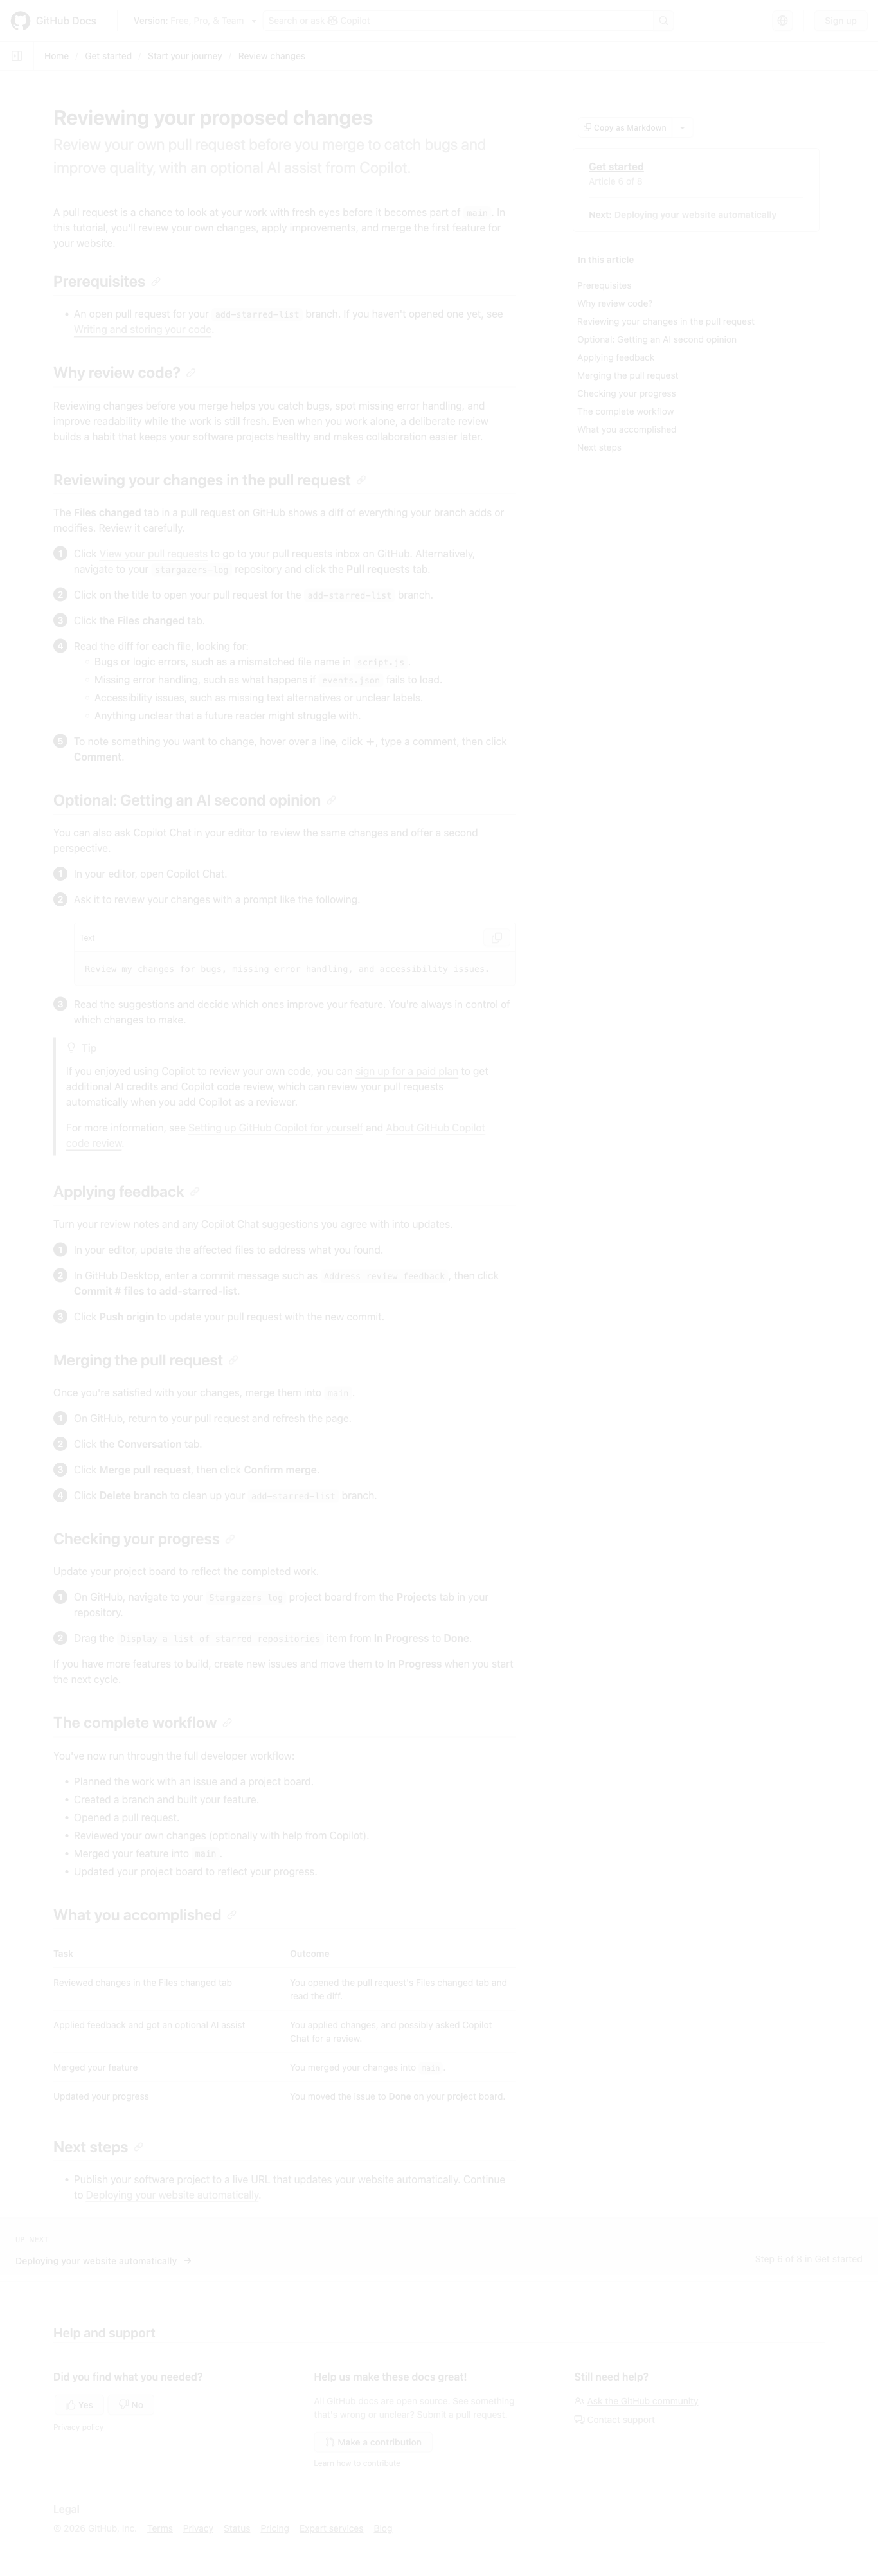 GitHub Docs
Version: Free, Pro, & Team
Search or ask Copilot
Sign up
Home / Get started / Start your journey / Review changes
Reviewing your proposed changes
Review your own pull request before you merge to catch bugs and
improve your quality, with an optional AI assist from Copilot.
Copy as Markdown
Get started
Article 6 of 8
Next: Deploying your website automatically
A pull request is a chance to look at your work with fresh eyes before it becomes part of main. In
this tutorial, you'll review your own changes, apply improvements, and merge the first feature for
your website.
In this article
Prerequisites
Why review code?
Reviewing your changes in the pull request
Optional: Getting an AI second opinion
Applying feedback
Merging the pull request
Checking your progress
The complete workflow
What you accomplished
Next steps
Prerequisites
• An open pull request for your add-starred-list branch. If you haven't opened one yet, see
Writing and storing your code.
Why review code?
Reviewing changes before you merge helps you catch bugs, spot missing error handling, and
improve readability while the work is still fresh. Even when you work alone, a deliberate review
builds a habit that keeps your software projects healthy and makes collaboration easier later.
Reviewing your changes in the pull request
The Files changed tab in a pull request on GitHub shows a diff of everything your branch adds or
modifies. Review it carefully.
1 Click View your pull requests to go to your pull requests inbox on GitHub. Alternatively,
navigate to your stargazers-log repository and click the Pull requests tab.
2 Click on the title to open your pull request for the add-starred-list branch.
3 Click the Files changed tab.
4 Read the diff for each file, looking for:
Bugs or logic errors, such as a mismatched file name in script.js.
Missing error handling, such as what happens if events.json fails to load.
Accessibility issues, such as missing text alternatives or unclear labels.
Anything unclear that a future reader might struggle with.
5 To note something you want to change, hover over a line, click +, type a comment, then click
Comment.
Optional: Getting an AI second opinion
You can also ask Copilot Chat in your editor to review the same changes and offer a second
perspective.
1 In your editor, open Copilot Chat.
2 Ask it to review your changes with a prompt like the following.
Text
Review my changes for bugs, missing error handling, and accessibility issues.
3 Read the suggestions and decide which ones improve your feature. You're always in control of
which changes to make.
Tip
If you enjoyed using Copilot to review your own code, you can sign up for a paid plan to get
additional AI credits and Copilot code review, which can review your pull requests
automatically when you add Copilot as a reviewer.
For more information, see Setting up GitHub Copilot for yourself and About GitHub Copilot
code review.
Applying feedback
Turn your review notes and any Copilot Chat suggestions you agree with into updates.
1 In your editor, update the affected files to address what you found.
2 In GitHub Desktop, enter a commit message such as Address review feedback, then click
Commit # files to add-starred-list.
3 Click Push origin to update your pull request with the new commit.
Merging the pull request
Once you're satisfied with your changes, merge them into main.
1 On GitHub, return to your pull request and refresh the page.
2 Click the Conversation tab.
3 Click Merge pull request, then click Confirm merge.
4 Click Delete branch to clean up your add-starred-list branch.
Checking your progress
Update your project board to reflect the completed work.
1 On GitHub, navigate to your Stargazers log project board from the Projects tab in your
repository.
2 Drag the Display a list of starred repositories item from In Progress to Done.
If you have more features to build, create new issues and move them to In Progress when you start
the next cycle.
The complete workflow
You've now run through the full developer workflow:
• Planned the work with an issue and a project board.
• Created a branch and built your feature.
• Opened a pull request.
• Reviewed your own changes (optionally with help from Copilot).
• Merged your feature into main.
• Updated your project board to reflect your progress.
What you accomplished
Task Outcome
Reviewed changes in the Files changed tab You opened the pull request's Files changed tab and
read the diff.
Applied feedback and got an optional AI assist You applied changes, and possibly asked Copilot
Chat for a review.
Merged your feature You merged your changes into main.
Updated your progress You moved the issue to Done on your project board.
Next steps
• Publish your software project to a live URL that updates your website automatically. Continue
to Deploying your website automatically.
UP NEXT
Deploying your website automatically →
Step 6 of 8 in Get started
Help and support
Did you find what you needed?
Yes No
Privacy policy
Help us make these docs great!
All GitHub docs are open source. See something
that's wrong or unclear? Submit a pull request.
Make a contribution
Learn how to contribute
Still need help?
Ask the GitHub community
Contact support
Legal
© 2026 GitHub, Inc. Terms Privacy Status Pricing Expert services Blog